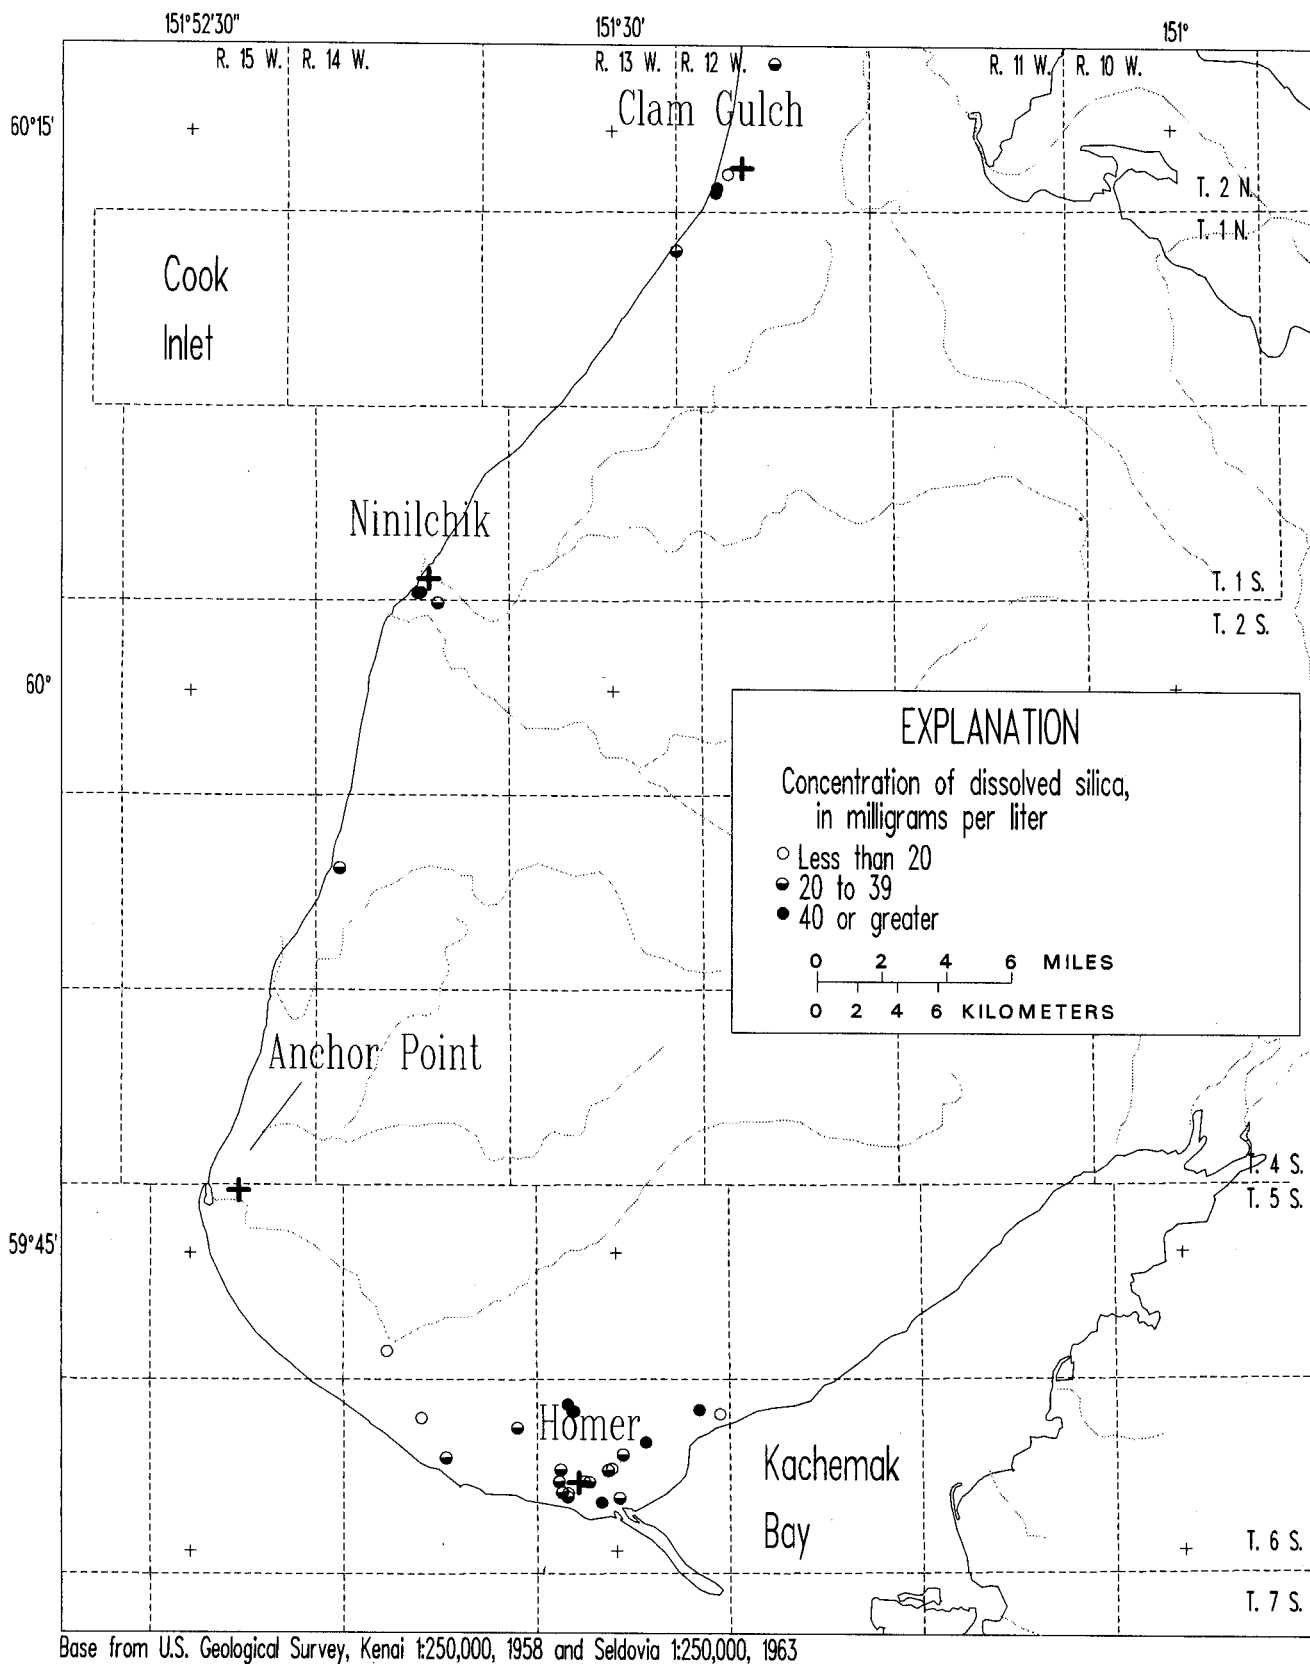 151°52'30" 151°30' 151°
R. 15 W. R. 14 W. R. 13 W. R. 12 W. R. 11 W. R. 10 W.
Clam Gulch
60°15'
T. 2 N.
T. 1 N.
Cook
Inlet
Ninilchik
T. 1 S.
T. 2 S.
60°
EXPLANATION
Concentration of dissolved silica,
in milligrams per liter
Less than 20
20 to 39
40 or greater
0 2 4 6 MILES
0 2 4 6 KILOMETERS
Anchor Point
T. 4 S.
T. 5 S.
59°45'
Homer
Kachemak
Bay
T. 6 S.
T. 7 S.
Base from U.S. Geological Survey, Kenai 1:250,000, 1958 and Seldovia 1:250,000, 1963